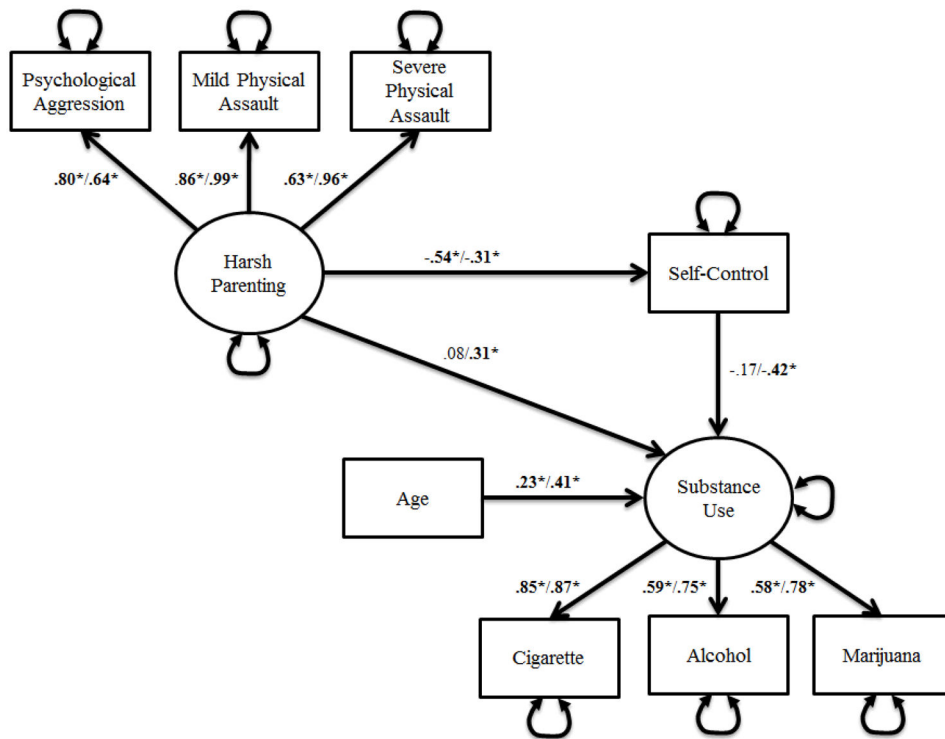 Psychological
Aggression
Mild Physical
Assault
Severe
Physical
Assault
.80*/.64*
.86*/.99*
.63*/.96*
Harsh
Parenting
-.54*/-.31*
Self-Control
.08/.31*
-.17/-.42*
Age
.23*/.41*
Substance
Use
.85*/.87*
.59*/.75*
.58*/.78*
Cigarette
Alcohol
Marijuana